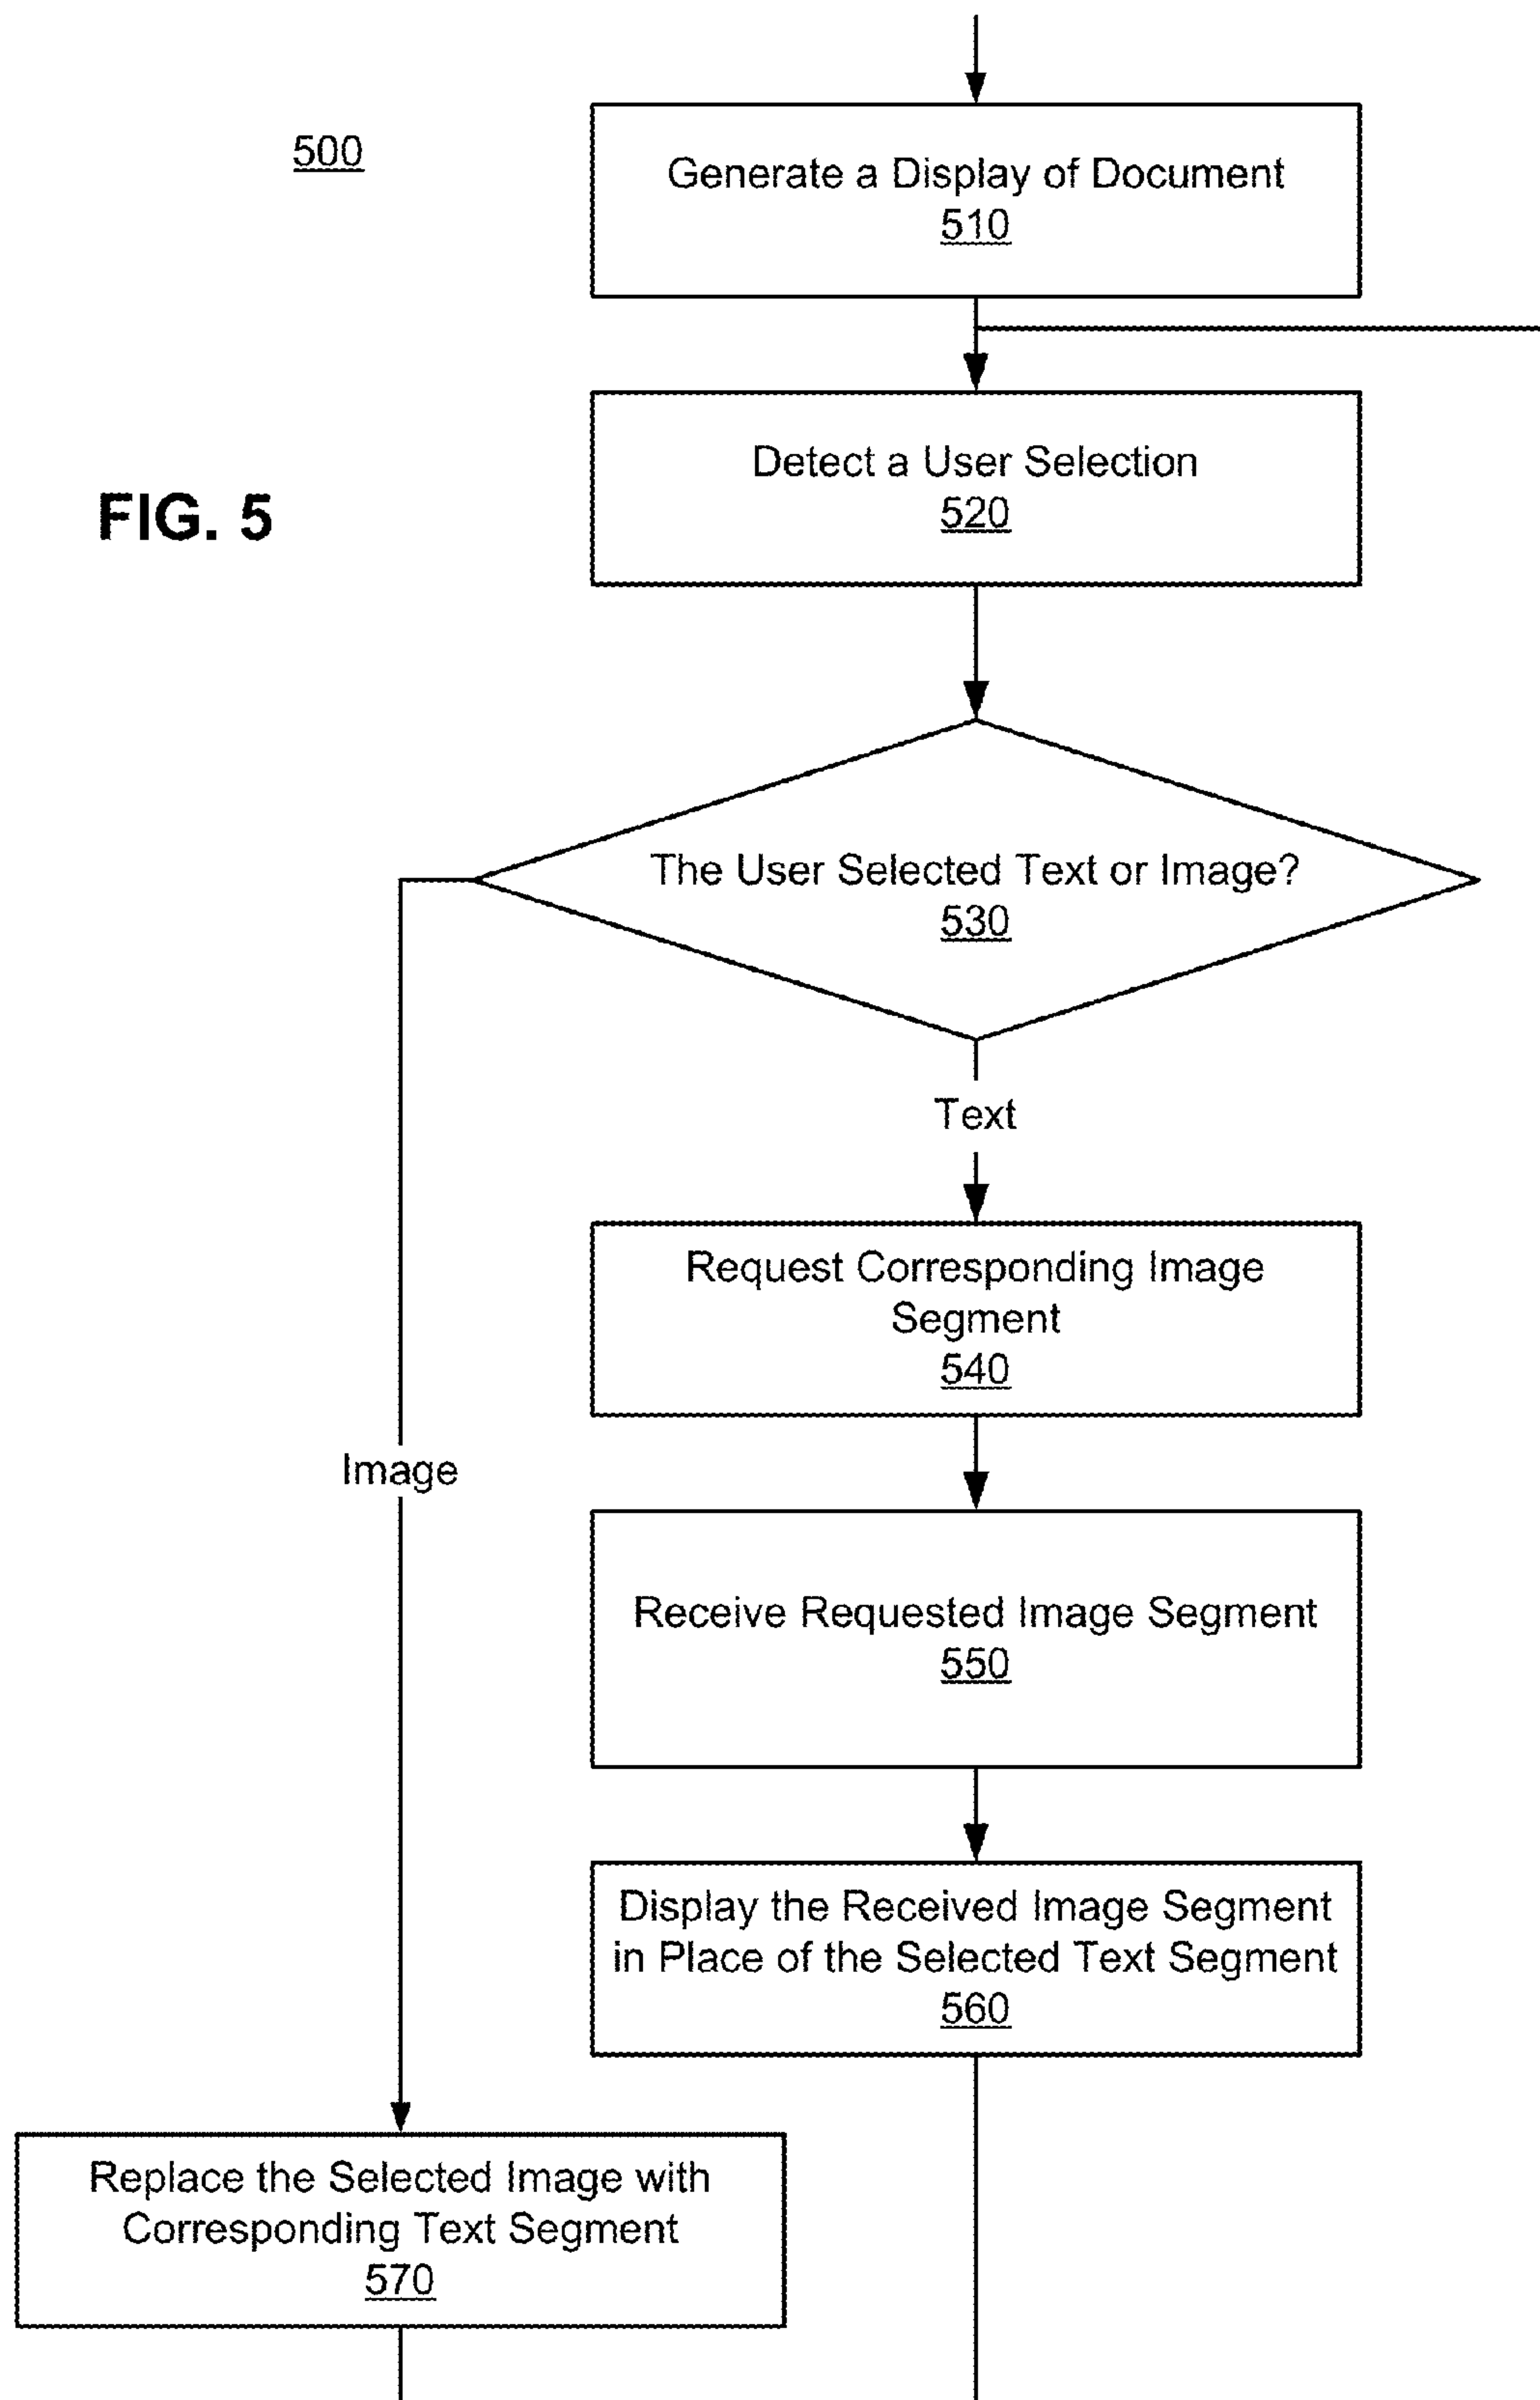 500
Generate a Display of Document
510
Detect a User Selection
520
FIG. 5
The User Selected Text or Image?
530
Text
Request Corresponding Image
Segment
540
Image
Receive Requested Image Segment
550
Display the Received Image Segment
in Place of the Selected Text Segment
560
Replace the Selected Image with
Corresponding Text Segment
570